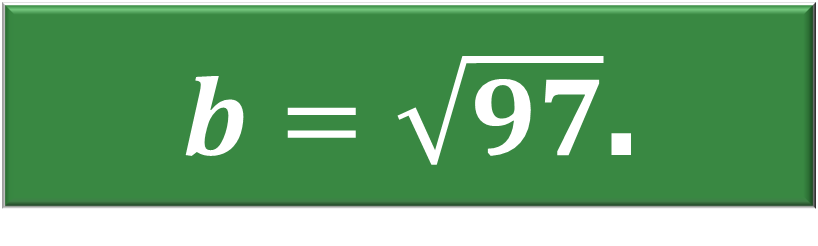 b = √97.